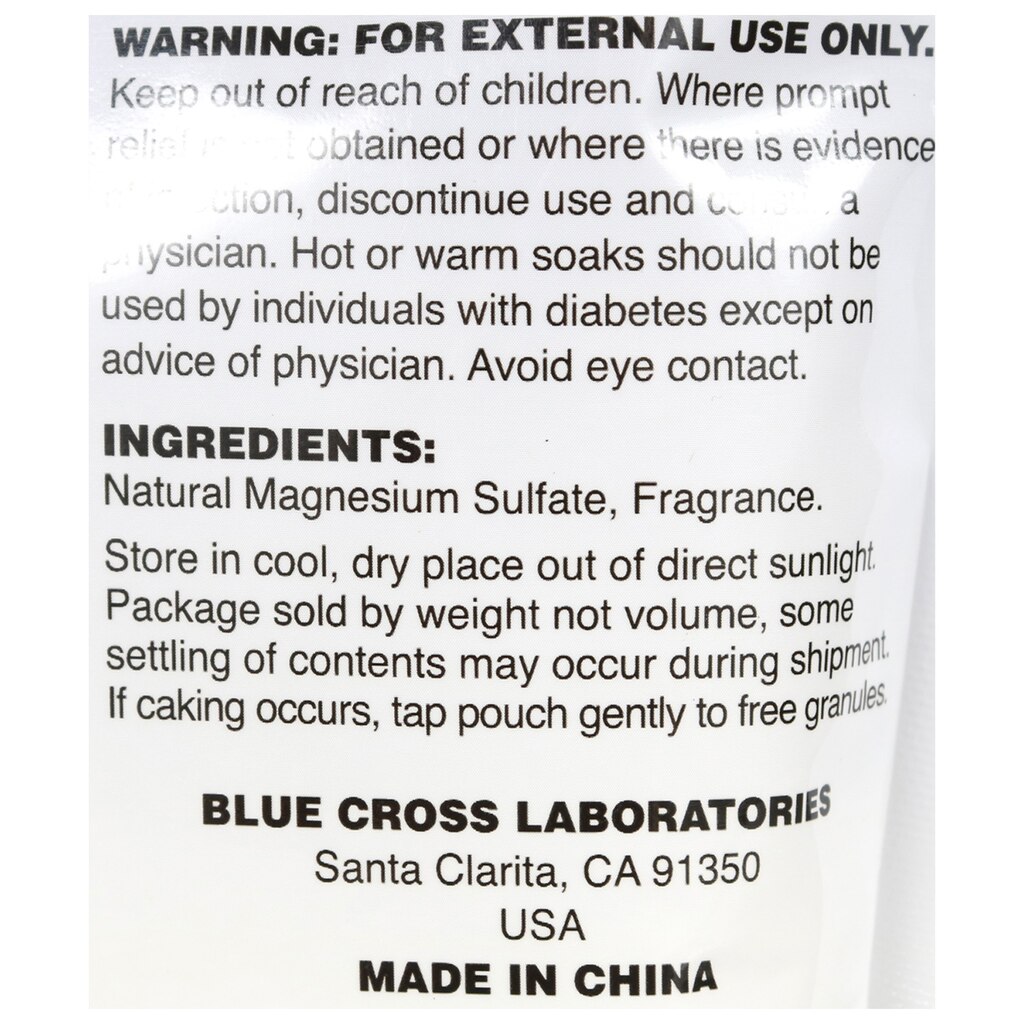 WARNING: FOR EXTERNAL USE ONLY.
Keep out of reach of children. Where prompt
relief obtained or where there is evidence
discontinue use and a
physician. Hot or warm soaks should not be
used by individuals with diabetes except on
advice of physician. Avoid eye contact.
INGREDIENTS:
Natural Magnesium Sulfate, Fragrance.
Store in cool, dry place out of direct sunlight.
Package sold by weight not volume, some
settling of contents may occur during shipment.
If caking occurs, tap pouch gently to free granules.
BLUE CROSS LABORATORIES
Santa Clarita, CA 91350
USA
MADE IN CHINA